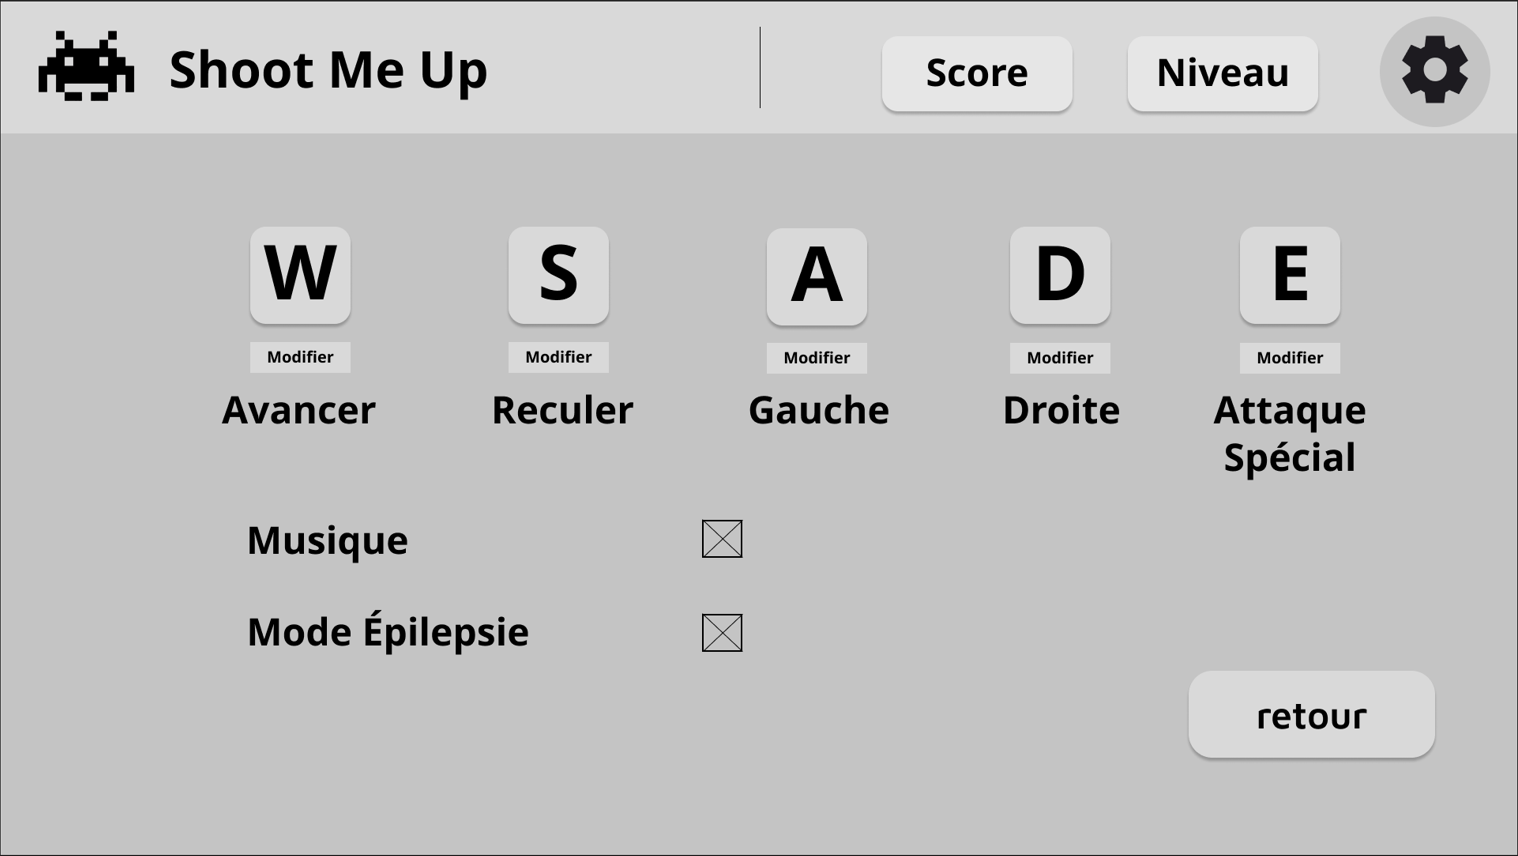 Shoot Me Up
Score
Niveau
W
S
A
D
E
Modifier
Modifier
Modifier
Modifier
Modifier
Avancer
Reculer
Gauche
Droite
Attaque
Spécial
Musique
Mode Épilepsie
retour